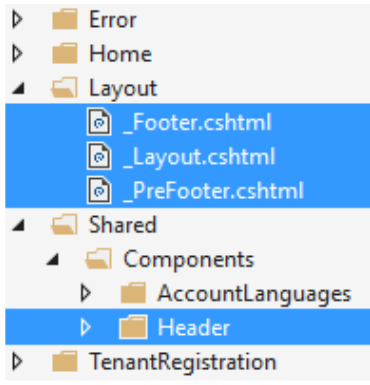 Error
Home
Layout
_Footer.cshtml
_Layout.cshtml
_PreFooter.cshtml
Shared
Components
AccountLanguages
Header
TenantRegistration